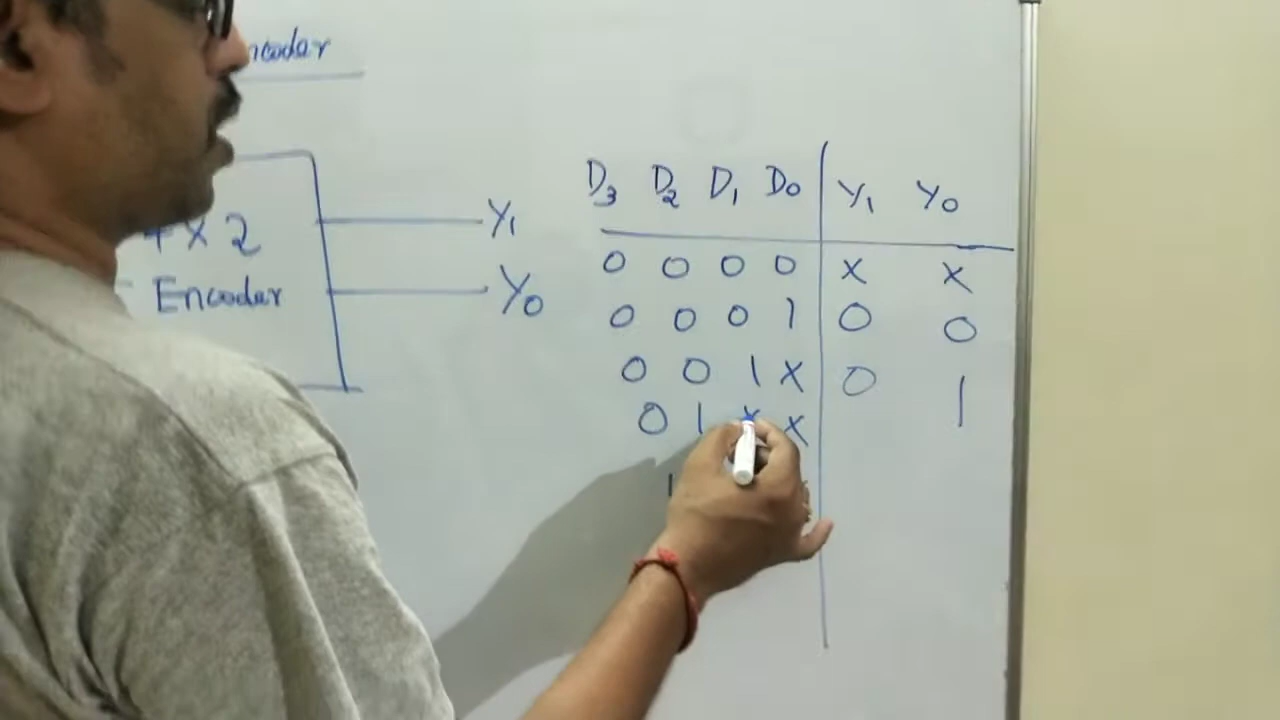 ncoder
4 X 2
Encoder
Y1
Y0
D3 D2 D1 D0 Y1 Y0
0 0 0 0 X X
0 0 0 1 0 0
0 0 1 X 0 1
0 1 X X
1